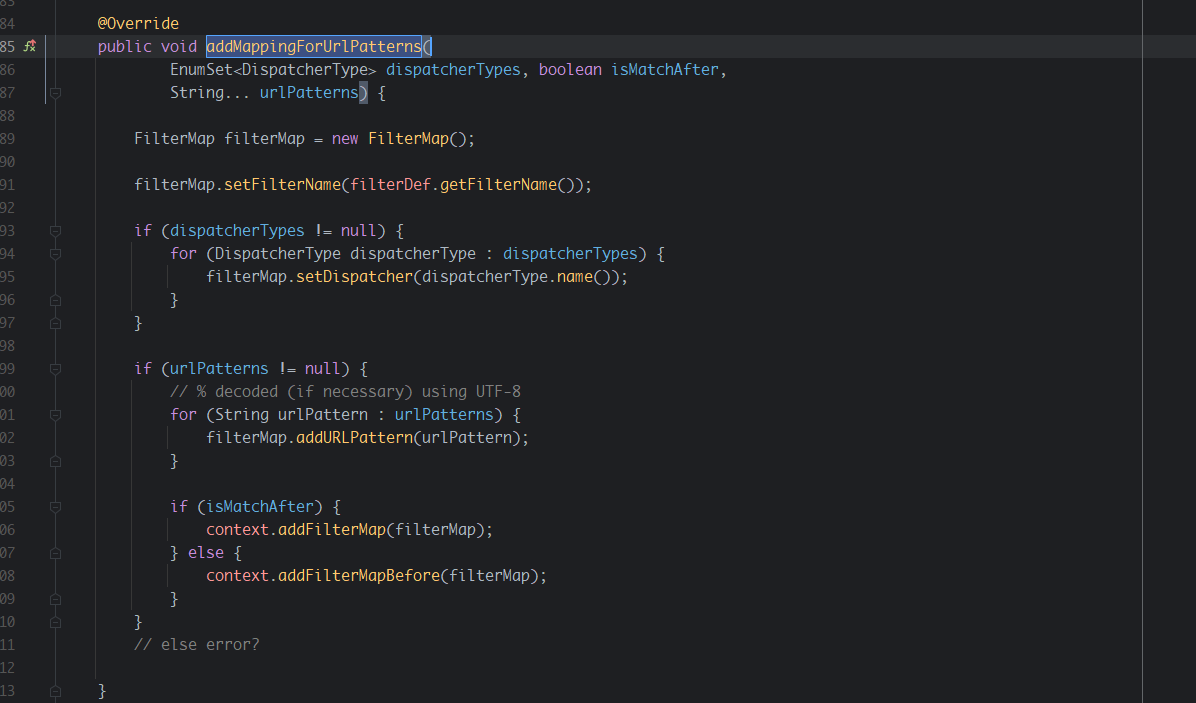 84 @Override
85 public void addMappingForUrlPatterns(
86 EnumSet<DispatcherType> dispatcherTypes, boolean isMatchAfter,
87 String... urlPatterns) {
88
89 FilterMap filterMap = new FilterMap();
90
91 filterMap.setFilterName(filterDef.getFilterName());
92
93 if (dispatcherTypes != null) {
94 for (DispatcherType dispatcherType : dispatcherTypes) {
95 filterMap.setDispatcher(dispatcherType.name());
96 }
97 }
98
99 if (urlPatterns != null) {
00 // % decoded (if necessary) using UTF-8
01 for (String urlPattern : urlPatterns) {
02 filterMap.addURLPattern(urlPattern);
03 }
04
05 if (isMatchAfter) {
06 context.addFilterMap(filterMap);
07 } else {
08 context.addFilterMapBefore(filterMap);
09 }
10 }
11 // else error?
12
13 }